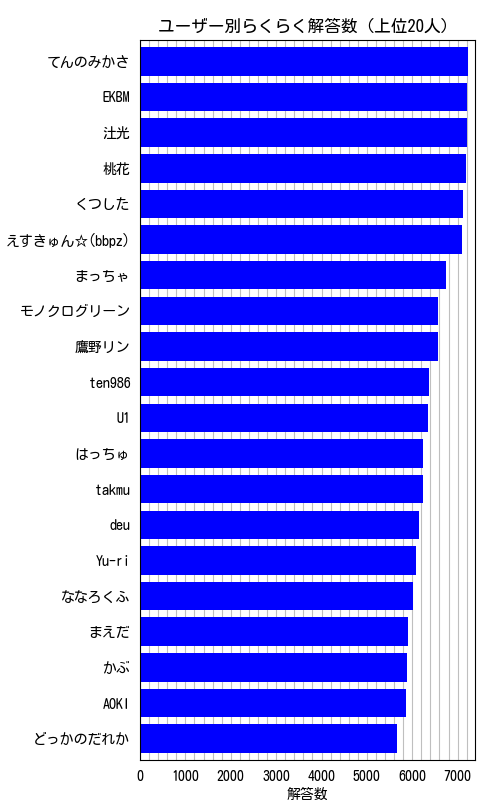 ユーザー別らくらく解答数（上位20人）
てんのみかさ
EKBM
注光
桃花
くつした
えすきゅん☆(bbpz)
まっちゃ
モノクログリーン
鷹野リン
ten986
U1
はっちゅ
takmu
deu
Yu-ri
ななろくふ
まえだ
かぶ
AOKI
どっかのだれか
0 1000 2000 3000 4000 5000 6000 7000
解答数